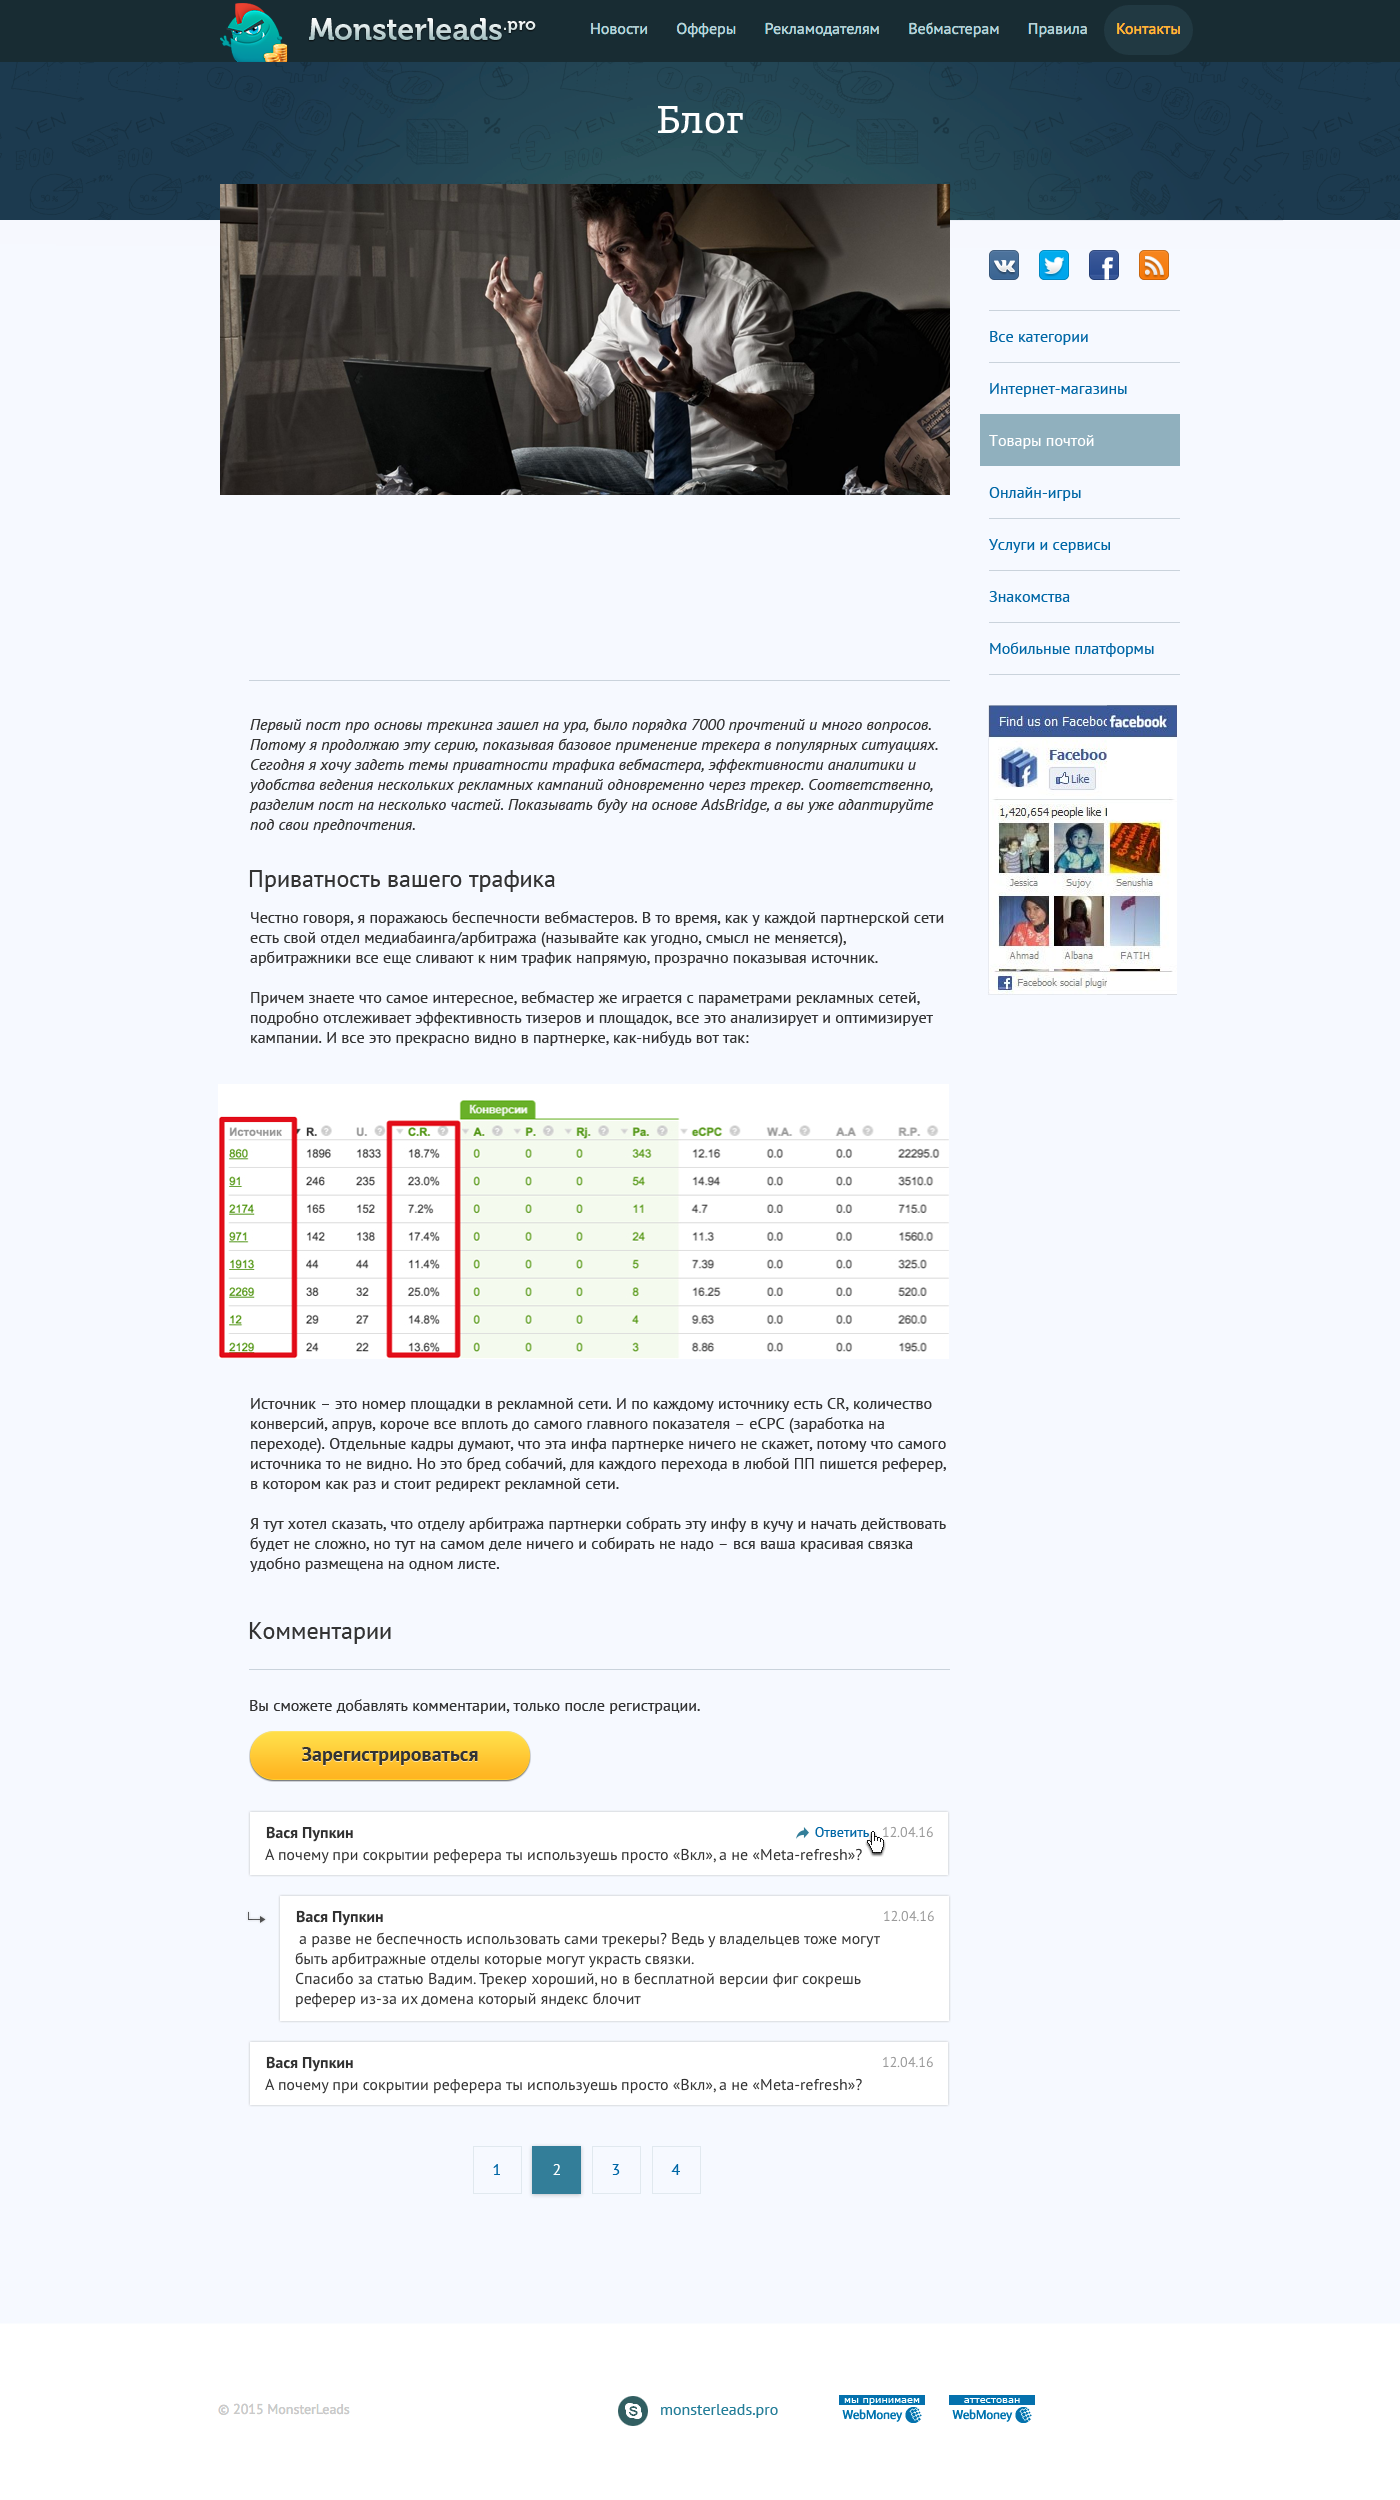 Monsterleads.pro
Новости Офферы Рекламодателям Вебмастерам Правила Контакты
Блог
Все категории
Интернет-магазины
Товары почтой
Онлайн-игры
Услуги и сервисы
Знакомства
Мобильные платформы
Find us on Faceboo facebook
Faceboo
Like
1,420,654 people like
Jessica Sujoy Senushia
Ahmad Albana FATIH
Facebook social plugin
Первый пост про основы трекинга зашел на ура, было порядка 7000 прочтений и много вопросов.
Потому я продолжаю эту серию, показывая базовое применение трекера в популярных ситуациях.
Сегодня я хочу задеть темы приватности трафика вебмастера, эффективности аналитики и
удобства ведения нескольких рекламных кампаний одновременно через трекер. Соответственно,
разделим пост на несколько частей. Показывать буду на основе AdsBridge, а вы уже адаптируйте
под свои предпочтения.
Приватность вашего трафика
Честно говоря, я поражаюсь беспечности вебмастеров. В то время, как у каждой партнерской сети
есть свой отдел медиабаинга/арбитража (называйте как угодно, смысл не меняется),
арбитражники все еще сливают к ним трафик напрямую, прозрачно показывая источник.
Причем знаете что самое интересное, вебмастер же играется с параметрами рекламных сетей,
подробно отслеживает эффективность тизеров и площадок, все это анализирует и оптимизирует
кампании. И все это прекрасно видно в партнерке, как-нибудь вот так:
Конверсии
Источник R. ? U. ? C.R. ? A. ? P. ? Rj. ? Pa. ? eCPC ? W.A. ? A.A ? R.P. ?
860 1896 1833 18.7% 0 0 0 343 12.16 0.0 0.0 22295.0
91 246 235 23.0% 0 0 0 54 14.94 0.0 0.0 3510.0
2174 165 152 7.2% 0 0 0 11 4.7 0.0 0.0 715.0
971 142 138 17.4% 0 0 0 24 11.3 0.0 0.0 1560.0
1913 44 44 11.4% 0 0 0 5 7.39 0.0 0.0 325.0
2269 38 32 25.0% 0 0 0 8 16.25 0.0 0.0 520.0
12 29 27 14.8% 0 0 0 4 9.63 0.0 0.0 260.0
2129 24 22 13.6% 0 0 0 3 8.86 0.0 0.0 195.0
Источник – это номер площадки в рекламной сети. И по каждому источнику есть CR, количество
конверсий, апрув, короче все вплоть до самого главного показателя – eCPC (заработка на
переходе). Отдельные кадры думают, что эта инфа партнерке ничего не скажет, потому что самого
источника то не видно. Но это бред собачий, для каждого перехода в любой ПП пишется реферер,
в котором как раз и стоит редирект рекламной сети.
Я тут хотел сказать, что отделу арбитража партнерки собрать эту инфу в кучу и начать действовать
будет не сложно, но тут на самом деле ничего и собирать не надо – вся ваша красивая связка
удобно размещена на одном листе.
Комментарии
Вы сможете добавлять комментарии, только после регистрации.
Зарегистрироваться
Вася Пупкин Ответить 12.04.16
А почему при сокрытии реферера ты используешь просто «Вкл», а не «Meta-refresh»?
Вася Пупкин 12.04.16
а разве не беспечность использовать сами трекеры? Ведь у владельцев тоже могут
быть арбитражные отделы которые могут украсть связки.
Спасибо за статью Вадим. Трекер хороший, но в бесплатной версии фиг сокрешь
реферер из-за их домена который яндекс блочит
Вася Пупкин 12.04.16
А почему при сокрытии реферера ты используешь просто «Вкл», а не «Meta-refresh»?
1 2 3 4
© 2015 MonsterLeads
monsterleads.pro
мы принимаем
WebMoney
аттестован
WebMoney